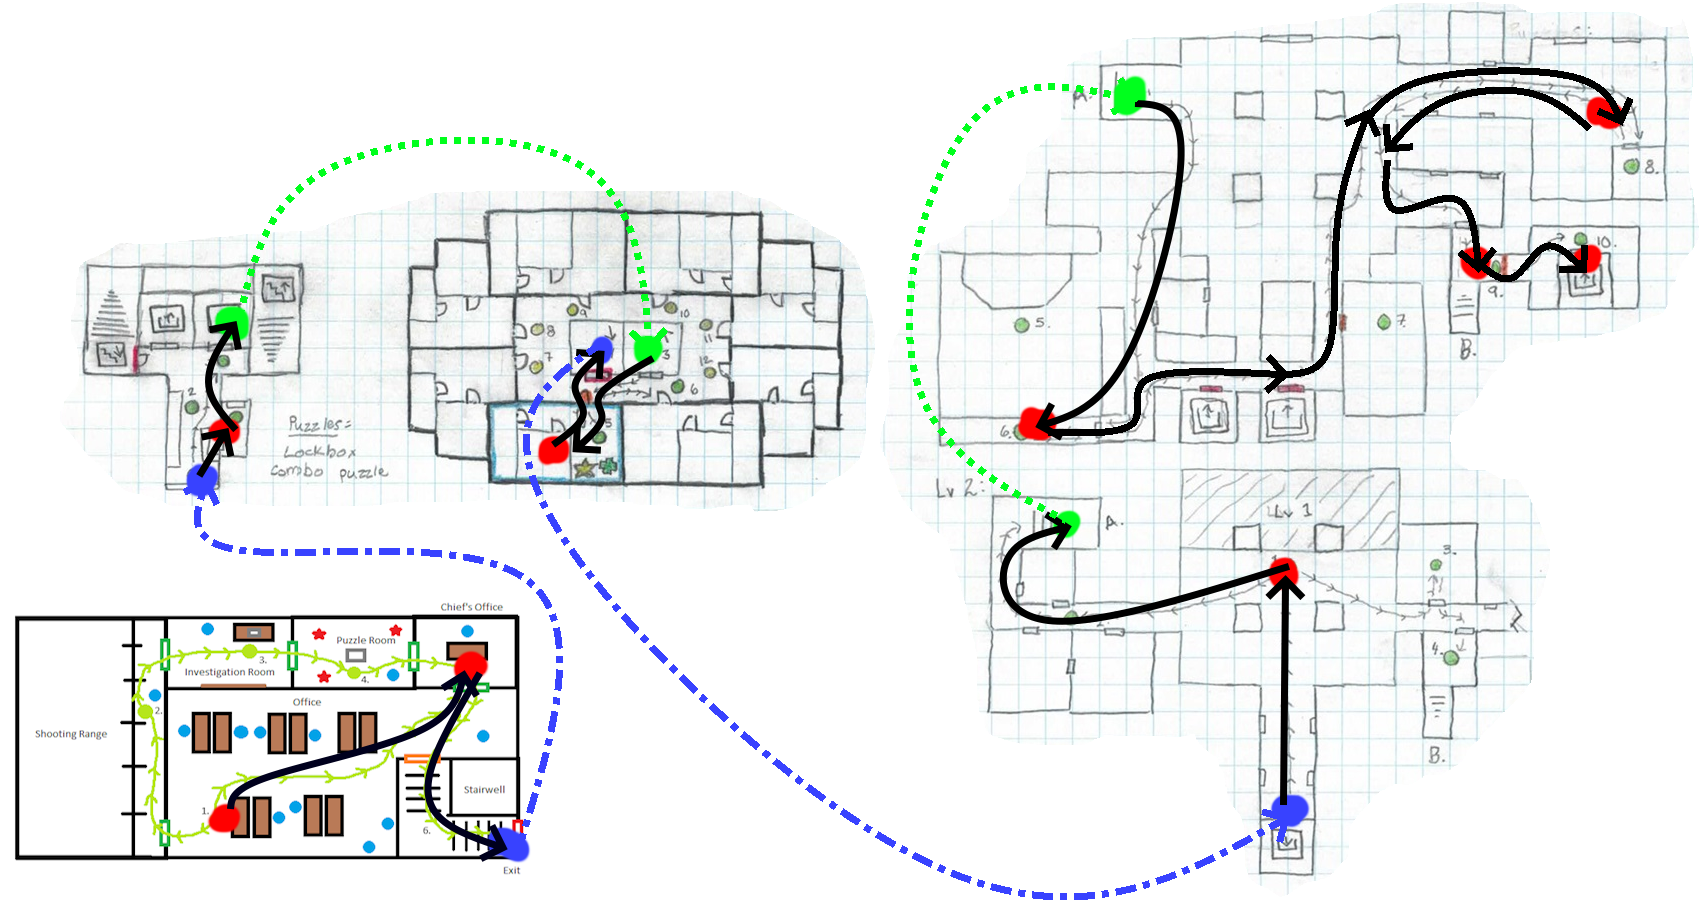 Puzzles:
A.
8.
10.
9.
B.
7.
5.
6.
9
10
8
11
7
12
3
6
5
2
1
Puzzles:
Lockbox
combo puzzle
Lv 2:
A.
Lv 1
3.
4.
B.
Chief's Office
Puzzle Room
3.
4.
Investigation Room
Office
2.
Shooting Range
1.
Stairwell
6.
Exit